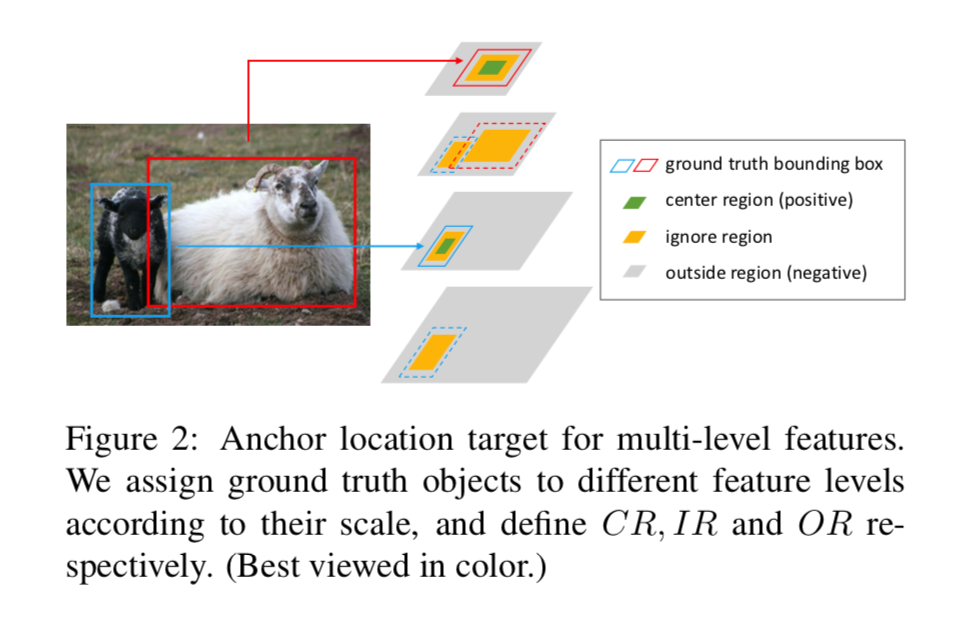 ground truth bounding box
center region (positive)
ignore region
outside region (negative)
Figure 2: Anchor location target for multi-level features.
We assign ground truth objects to different feature levels
according to their scale, and define CR, IR and OR re-
spectively. (Best viewed in color.)